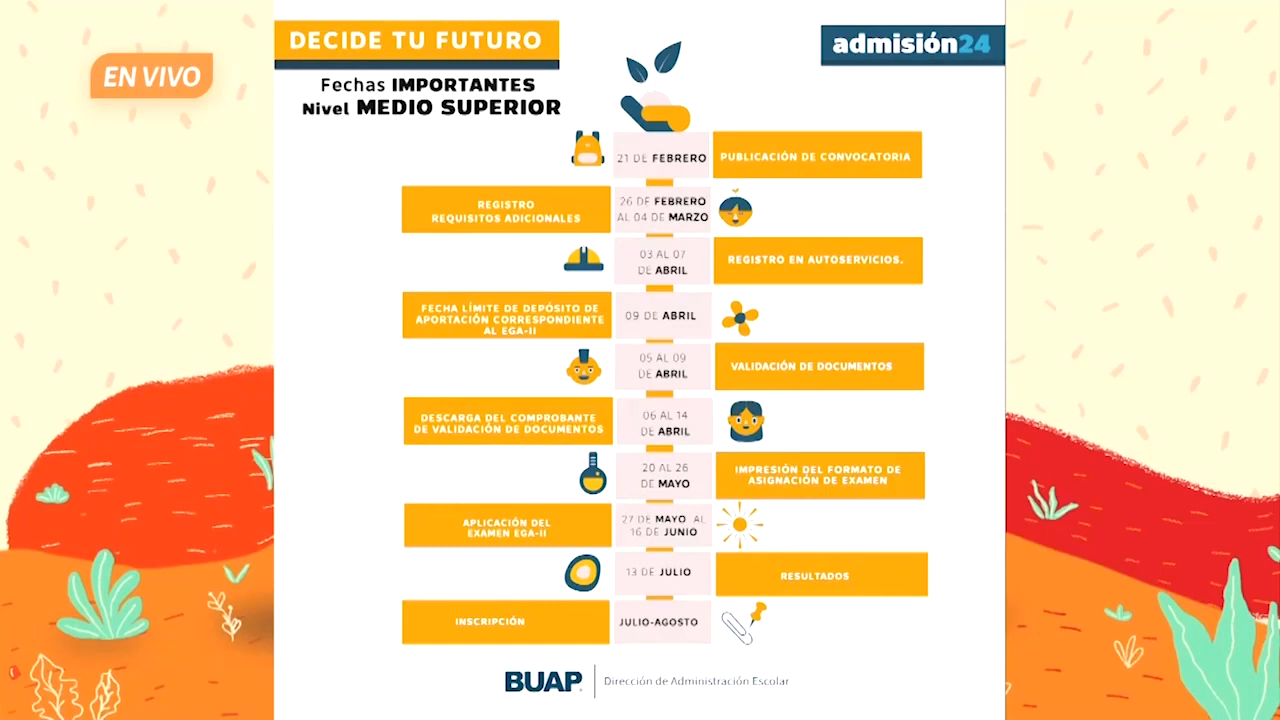 DECIDE TU FUTURO
admisión24
EN VIVO
Fechas IMPORTANTES
Nivel MEDIO SUPERIOR
21 DE FEBRERO
PUBLICACIÓN DE CONVOCATORIA
REGISTRO
REQUISITOS ADICIONALES
26 DE FEBRERO
AL 04 DE MARZO
03 AL 07
DE ABRIL
REGISTRO EN AUTOSERVICIOS.
FECHA LÍMITE DE DEPÓSITO DE
APORTACIÓN CORRESPONDIENTE
AL EGA-II
09 DE ABRIL
05 AL 09
DE ABRIL
VALIDACIÓN DE DOCUMENTOS
DESCARGA DEL COMPROBANTE
DE VALIDACIÓN DE DOCUMENTOS
06 AL 14
DE ABRIL
20 AL 26
DE MAYO
IMPRESIÓN DEL FORMATO DE
ASIGNACIÓN DE EXAMEN
APLICACIÓN DEL
EXAMEN EGA-II
27 DE MAYO AL
16 DE JUNIO
13 DE JULIO
RESULTADOS
INSCRIPCIÓN
JULIO-AGOSTO
BUAP
Dirección de Administración Escolar